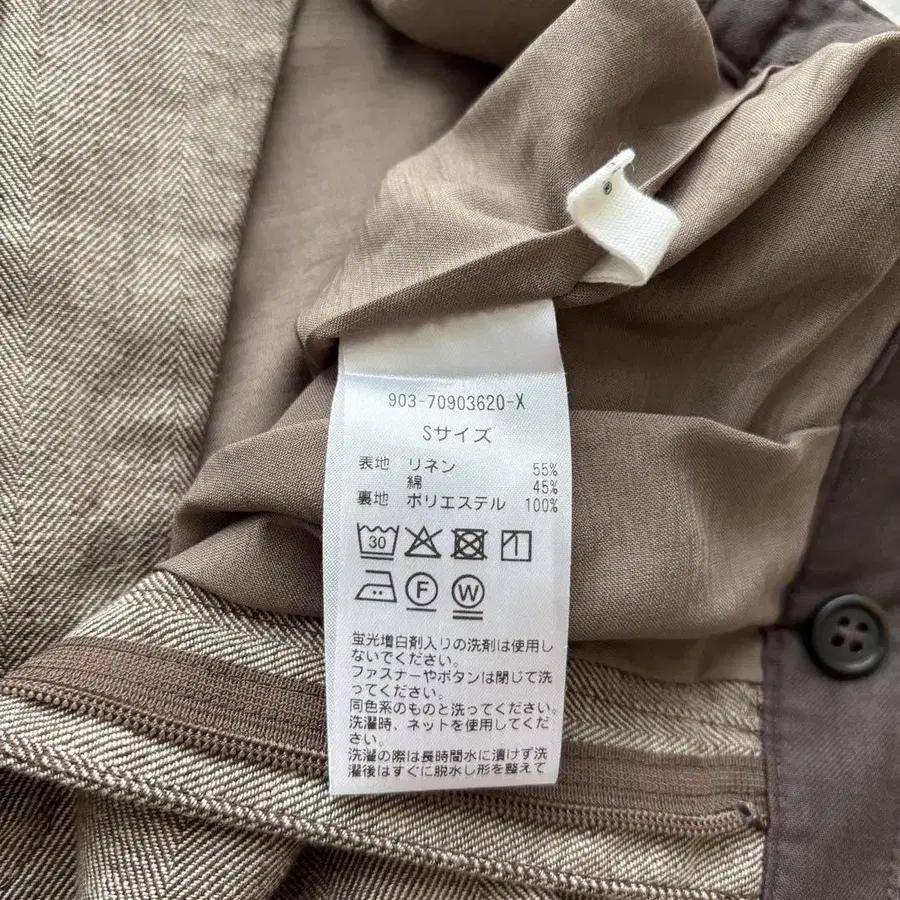 903-70903620-X
Sサイズ
表地 リネン 55%
綿 45%
裏地 ポリエステル 100%
30
F W
蛍光増白剤入りの洗剤は使用し
ないでください。
ファスナーやボタンは閉じて洗
ってください。
同色系のものと洗ってください。
洗濯時、ネットを使用してくだ
さい。
洗濯の際は長時間水に漬けず洗
濯後はすぐに脱水し形を整えて